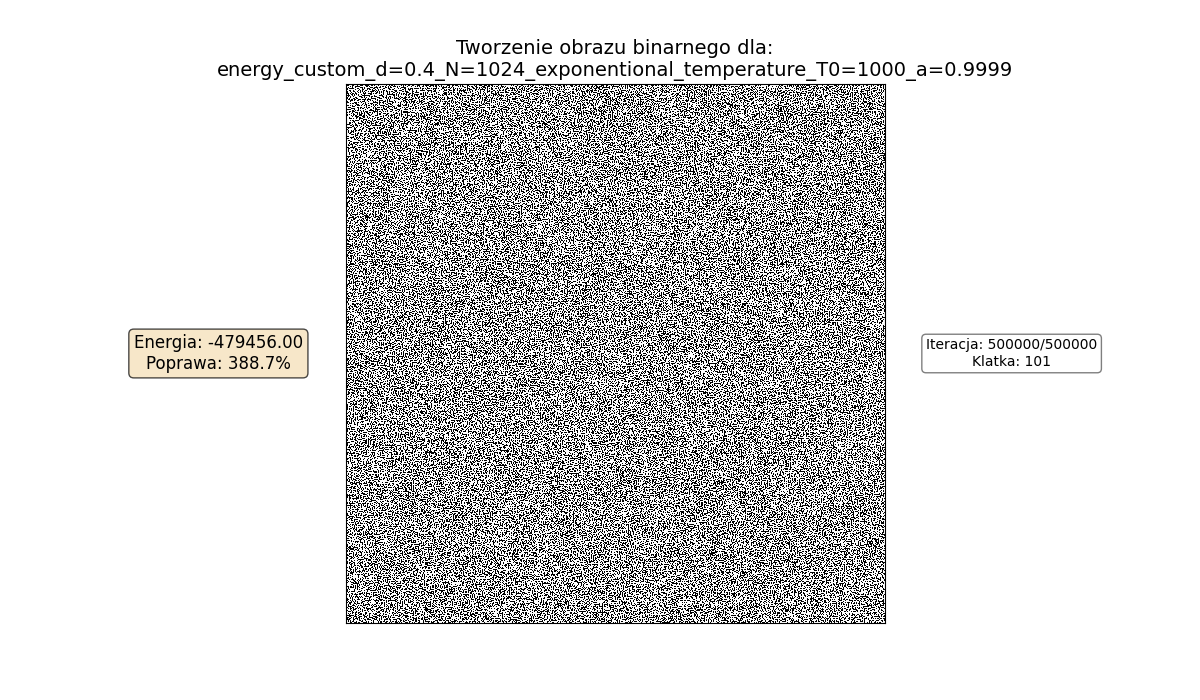 Tworzenie obrazu binarnego dla:
energy_custom_d=0.4_N=1024_exponentional_temperature_T0=1000_a=0.9999
Energia: -479456.00
Poprawa: 388.7%
Iteracja: 500000/500000
Klatka: 101